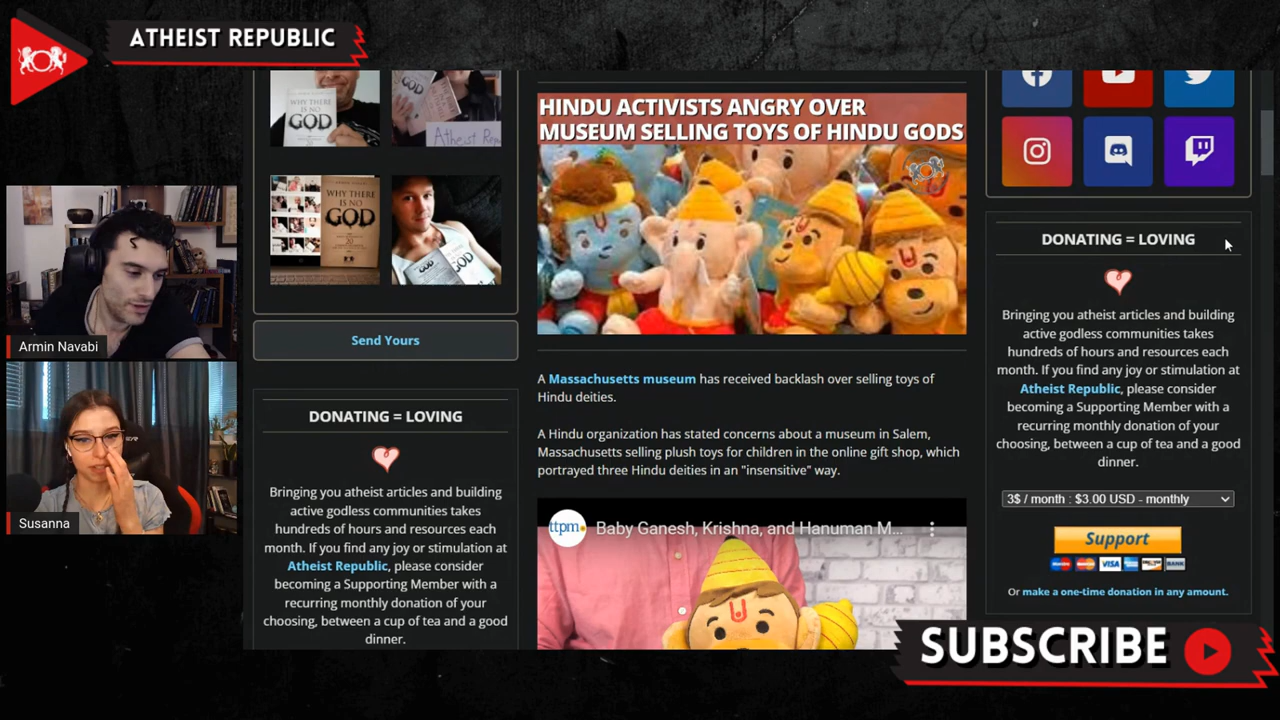 ATHEIST REPUBLIC
WHY THERE
IS NO
GOD
GOD
Atheist Rep
WHY THERE
IS NO
GOD
GOD
GOD
Send Yours
DONATING = LOVING
Bringing you atheist articles and building
active godless communities takes
hundreds of hours and resources each
month. If you find any joy or stimulation at
Atheist Republic, please consider
becoming a Supporting Member with a
recurring monthly donation of your
choosing, between a cup of tea and a good
dinner.
Armin Navabi
Susanna
HINDU ACTIVISTS ANGRY OVER
MUSEUM SELLING TOYS OF HINDU GODS
A Massachusetts museum has received backlash over selling toys of
Hindu deities.
A Hindu organization has stated concerns about a museum in Salem,
Massachusetts selling plush toys for children in the online gift shop, which
portrayed three Hindu deities in an "insensitive" way.
ttpm
Baby Ganesh, Krishna, and Hanuman M...
DONATING = LOVING
Bringing you atheist articles and building
active godless communities takes
hundreds of hours and resources each
month. If you find any joy or stimulation at
Atheist Republic, please consider
becoming a Supporting Member with a
recurring monthly donation of your
choosing, between a cup of tea and a good
dinner.
3$ / month : $3.00 USD - monthly
Support
VISA
BANK
Or make a one-time donation in any amount.
SUBSCRIBE